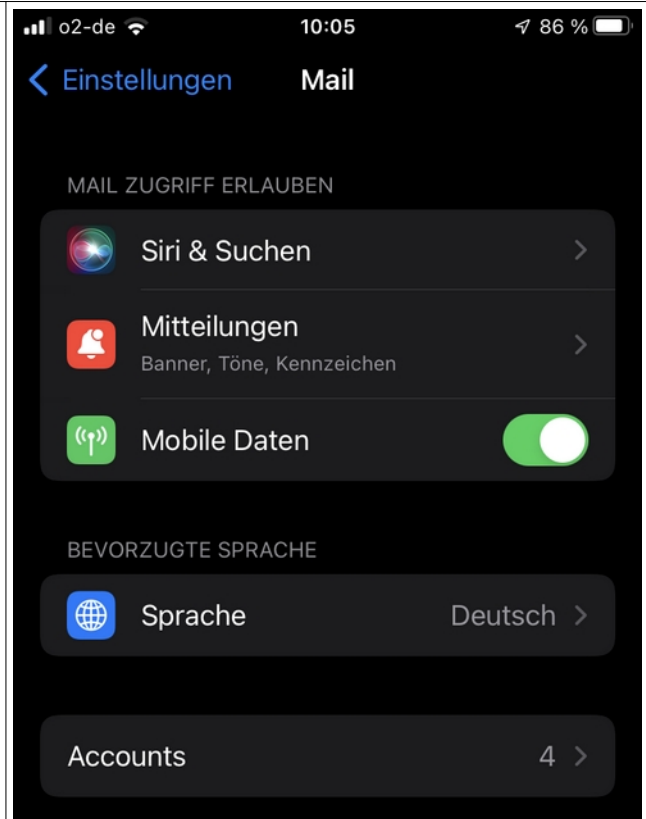 o2-de 10:05 86 %
Einstellungen Mail
MAIL ZUGRIFF ERLAUBEN
Siri & Suchen
Mitteilungen
Banner, Töne, Kennzeichen
Mobile Daten
BEVORZUGTE SPRACHE
Sprache Deutsch
Accounts 4